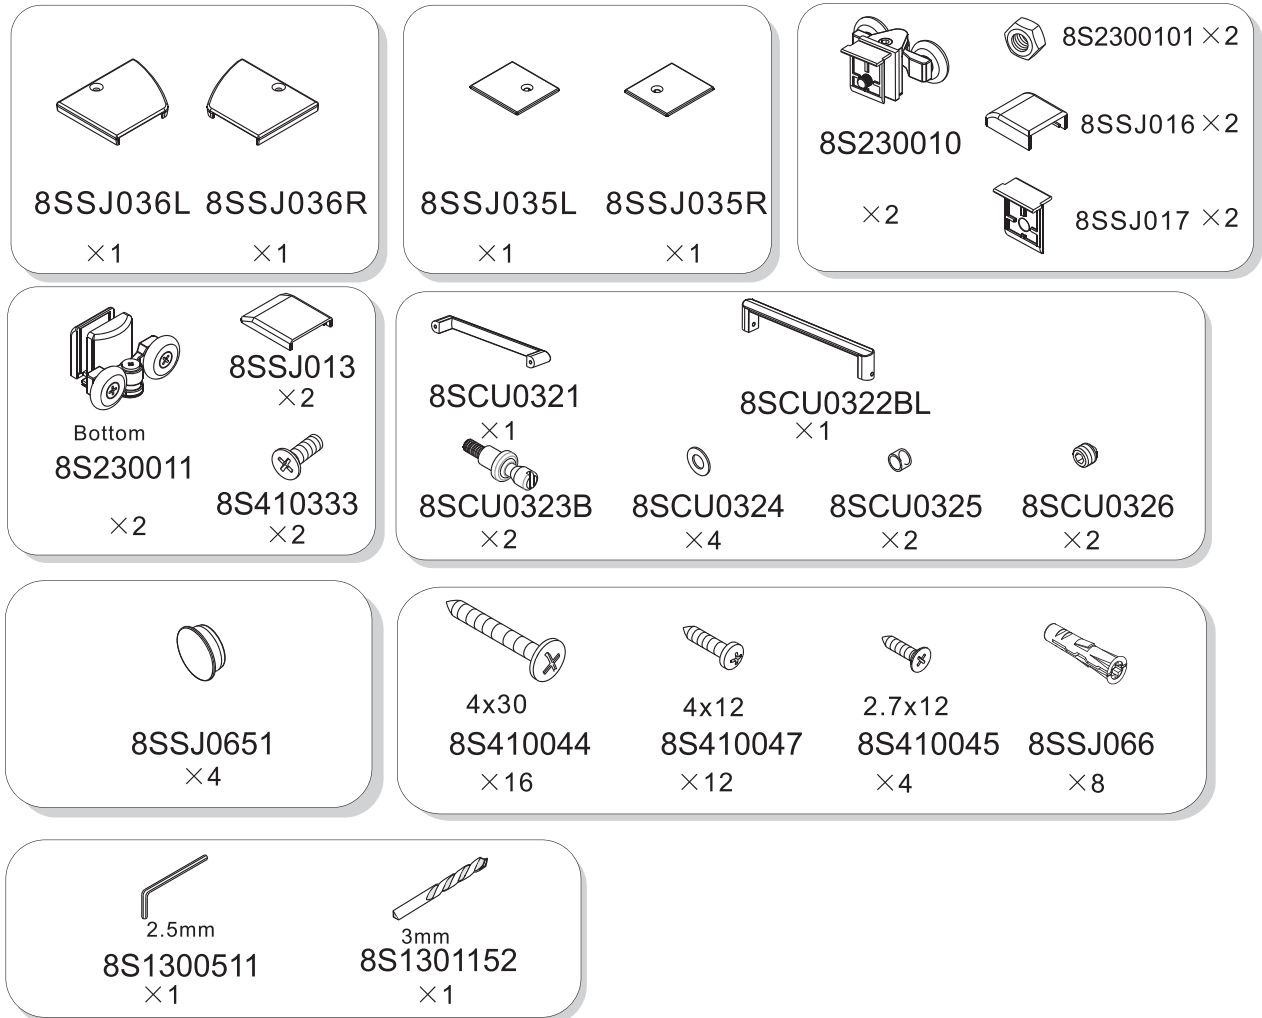 8SSJ036L 8SSJ036R
×1 ×1
8SSJ035L 8SSJ035R
×1 ×1
8S230010
×2
8S2300101 ×2
8SSJ016 ×2
8SSJ017 ×2
Bottom
8S230011
×2
8SSJ013
×2
8S410333
×2
8SCU0321
×1
8SCU0322BL
×1
8SCU0323B 8SCU0324 8SCU0325 8SCU0326
×2 ×4 ×2 ×2
8SSJ0651
×4
4x30 4x12 2.7x12
8S410044 8S410047 8S410045 8SSJ066
×16 ×12 ×4 ×8
2.5mm 3mm
8S1300511 8S1301152
×1 ×1